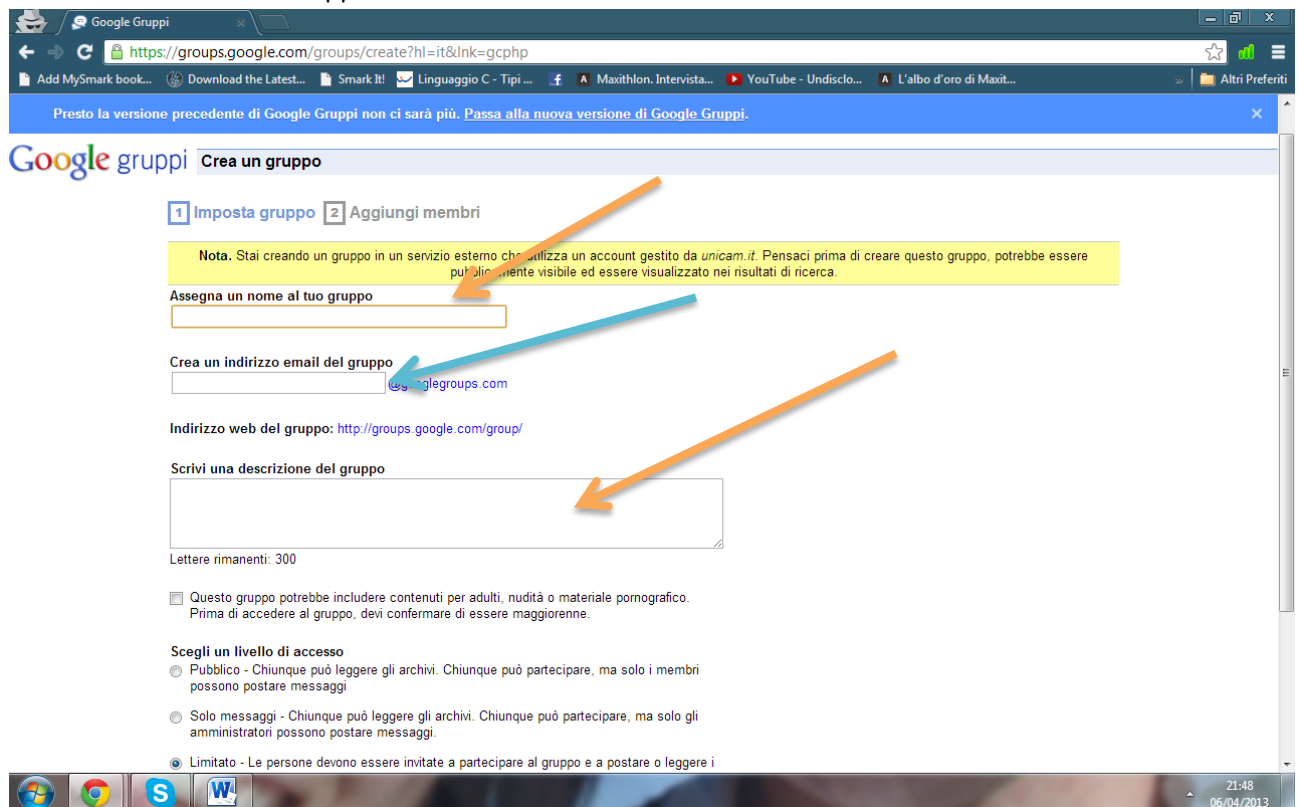 Google Gruppi
https://groups.google.com/groups/create?hl=it&lnk=gcphp
Add MySmark book... Download the Latest... Smark It! Linguaggio C - Tipi ... Maxithlon. Intervista... YouTube - Undisclo... L'albo d'oro di Maxit... » Altri Preferiti
Presto la versione precedente di Google Gruppi non ci sarà più. Passa alla nuova versione di Google Gruppi.
Google gruppi Crea un gruppo
1 Imposta gruppo 2 Aggiungi membri
Nota. Stai creando un gruppo in un servizio esterno che utilizza un account gestito da unicam.it. Pensaci prima di creare questo gruppo, potrebbe essere
pubblicamente visibile ed essere visualizzato nei risultati di ricerca.
Assegna un nome al tuo gruppo
Crea un indirizzo email del gruppo
@googlegroups.com
Indirizzo web del gruppo: http://groups.google.com/group/
Scrivi una descrizione del gruppo
Lettere rimanenti: 300
Questo gruppo potrebbe includere contenuti per adulti, nudità o materiale pornografico.
Prima di accedere al gruppo, devi confermare di essere maggiorenne.
Scegli un livello di accesso
Pubblico - Chiunque può leggere gli archivi. Chiunque può partecipare, ma solo i membri
possono postare messaggi
Solo messaggi - Chiunque può leggere gli archivi. Chiunque può partecipare, ma solo gli
amministratori possono postare messaggi.
Limitato - Le persone devono essere invitate a partecipare al gruppo e a postare o leggere i
21:48
06/04/2013